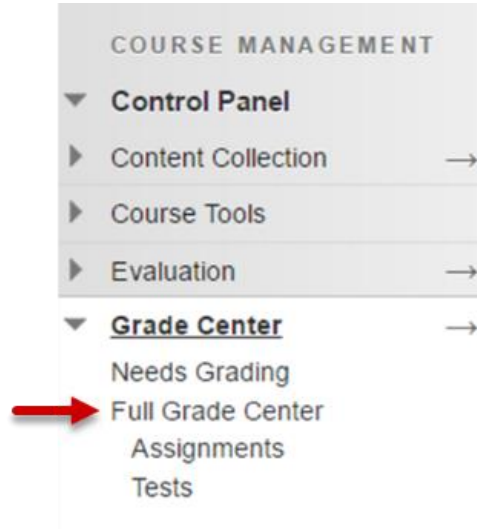 COURSE MANAGEMENT
Control Panel
Content Collection
Course Tools
Evaluation
Grade Center
Needs Grading
Full Grade Center
Assignments
Tests